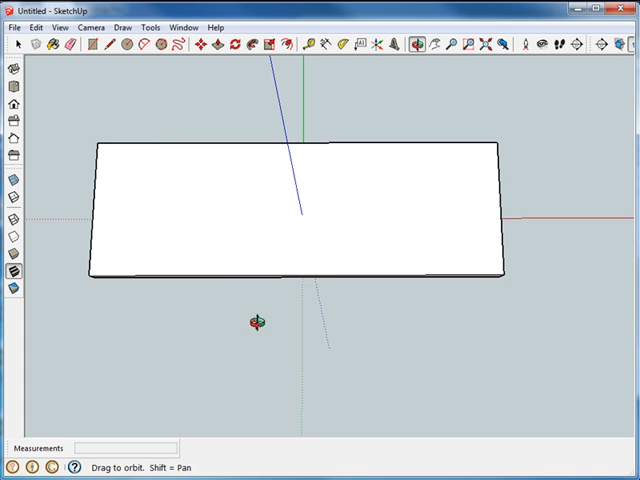 Untitled - SketchUp
File Edit View Camera Draw Tools Window Help
Measurements
Drag to orbit. Shift = Pan